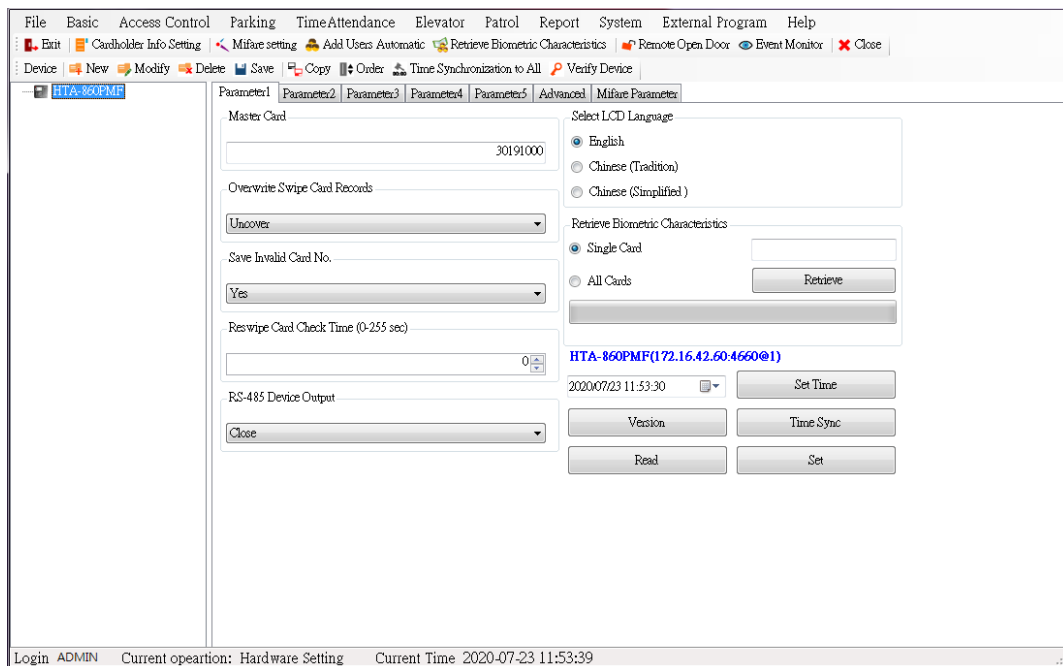 File Basic Access Control Parking TimeAttendance Elevator Patrol Report System External Program Help
Exit Cardholder Info Setting Mifare setting Add Users Automatic Retrieve Biometric Characteristics Remote Open Door Event Monitor Close
Device New Modify Delete Save Copy Order Time Synchronization to All Verify Device
HTA-860PMF
Parameter1 Parameter2 Parameter3 Parameter4 Parameter5 Advanced Mifare Parameter
Master Card
30191000
Overwrite Swipe Card Records
Uncover
Save Invalid Card No.
Yes
Reswipe Card Check Time (0-255 sec)
0
RS-485 Device Output
Close
Select LCD Language
English
Chinese (Tradition)
Chinese (Simplified )
Retrieve Biometric Characteristics
Single Card
All Cards Retrieve
HTA-860PMF(172.16.42.60:4660@1)
2020/07/23 11:53:30 Set Time
Version Time Sync
Read Set
Login ADMIN Current opeartion: Hardware Setting Current Time 2020-07-23 11:53:39